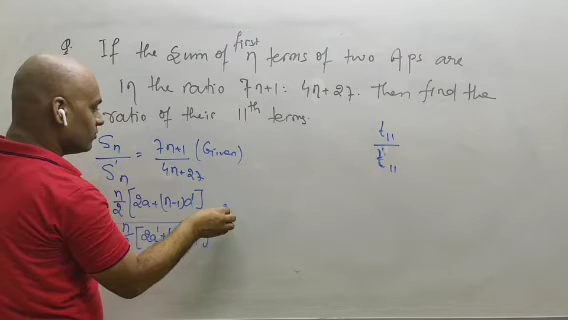 Q. If the sum of first n terms of two Aps are
In the ratio 7n+1 : 4n+27. Then find the
ratio of their 11th terms.
Sn / S'n = 7n+1 / 4n+27 (Given)
t11 / t'11
n/2 [2a+(n-1)d]
[2a'+